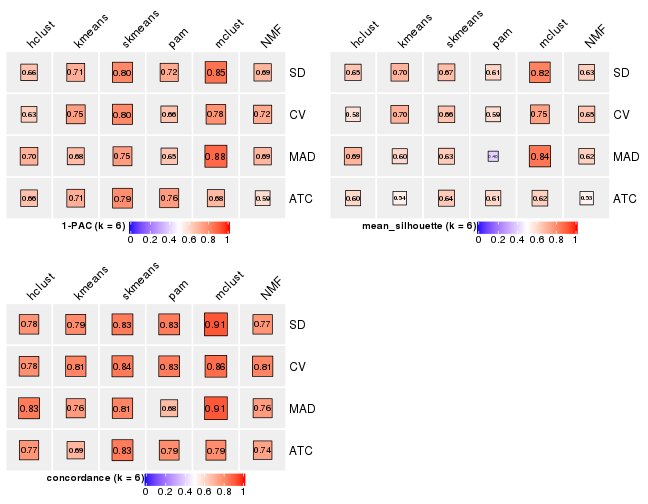 hclust kmeans skmeans pam mclust NMF
0.66 0.71 0.80 0.72 0.85 0.69 SD
0.63 0.75 0.80 0.66 0.78 0.72 CV
0.70 0.68 0.75 0.65 0.88 0.69 MAD
0.66 0.71 0.79 0.76 0.68 0.59 ATC
1-PAC (k = 6)
0 0.2 0.4 0.6 0.8 1
hclust kmeans skmeans pam mclust NMF
0.65 0.70 0.67 0.61 0.82 0.63 SD
0.58 0.70 0.66 0.59 0.75 0.65 CV
0.69 0.60 0.63 0.84 0.62 MAD
0.60 0.54 0.64 0.61 0.62 0.53 ATC
mean_silhouette (k = 6)
0 0.2 0.4 0.6 0.8 1
hclust kmeans skmeans pam mclust NMF
0.78 0.79 0.83 0.83 0.91 0.77 SD
0.78 0.81 0.84 0.83 0.86 0.81 CV
0.83 0.76 0.81 0.68 0.91 0.76 MAD
0.77 0.69 0.83 0.79 0.79 0.74 ATC
concordance (k = 6)
0 0.2 0.4 0.6 0.8 1